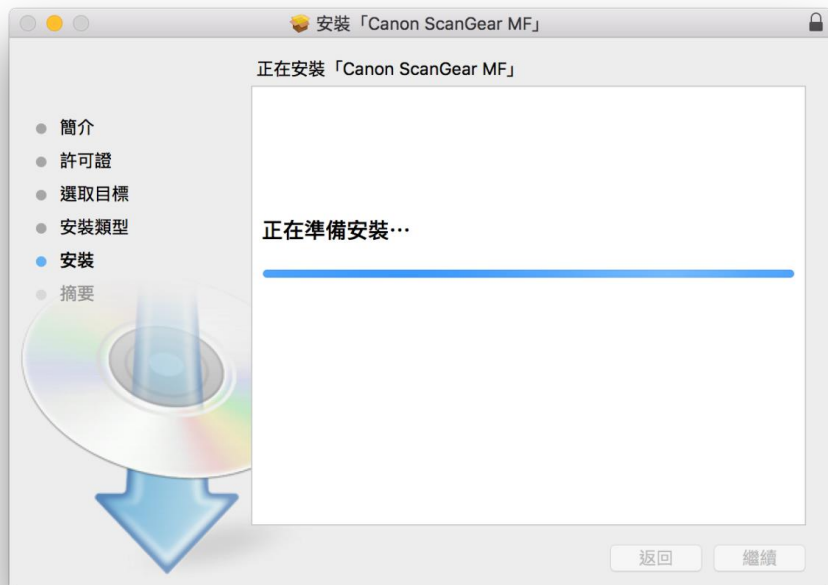 安裝「Canon ScanGear MF」
正在安裝「Canon ScanGear MF」
簡介
許可證
選取目標
安裝類型
安裝
摘要
正在準備安裝⋯
返回
繼續